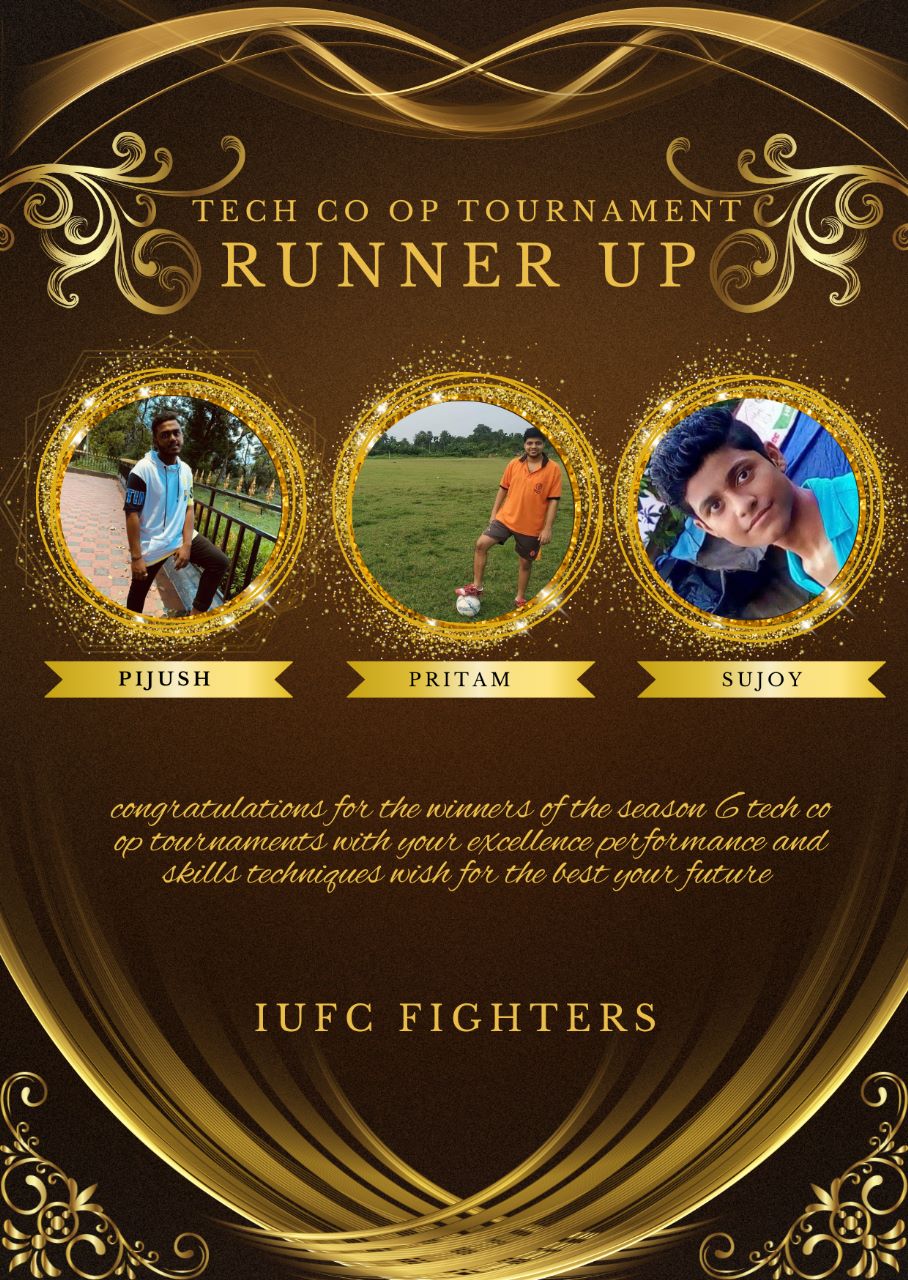 TECH CO OP TOURNAMENT
RUNNER UP
PIJUSH
PRITAM
SUJOY
congratulations for the winners of the season 6 tech co
op tournaments with your excellence performance and
skills techniques wish for the best your future
IUFC FIGHTERS